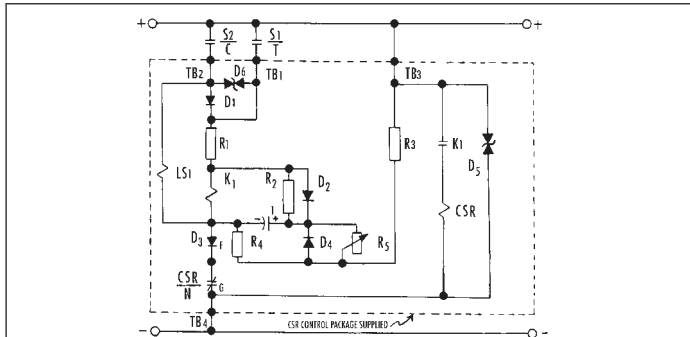 + +
S2
C
S1
T
TB2 D6 TB1 TB3
D1
R1 R3 K1
D5
LS1 K1 R2 D2
CSR
- 1 +
D3 F R4 D4 R5
CSR
N G
TB4 CSR CONTROL PACKAGE SUPPLIED
- -